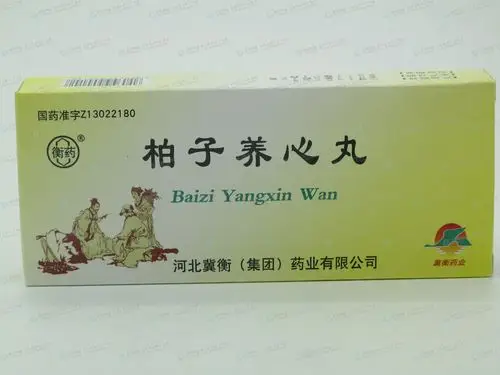 国药准字Z13022180
衡药
®
柏子养心丸
Baizi Yangxin Wan
河北冀衡（集团）药业有限公司
冀衡药业